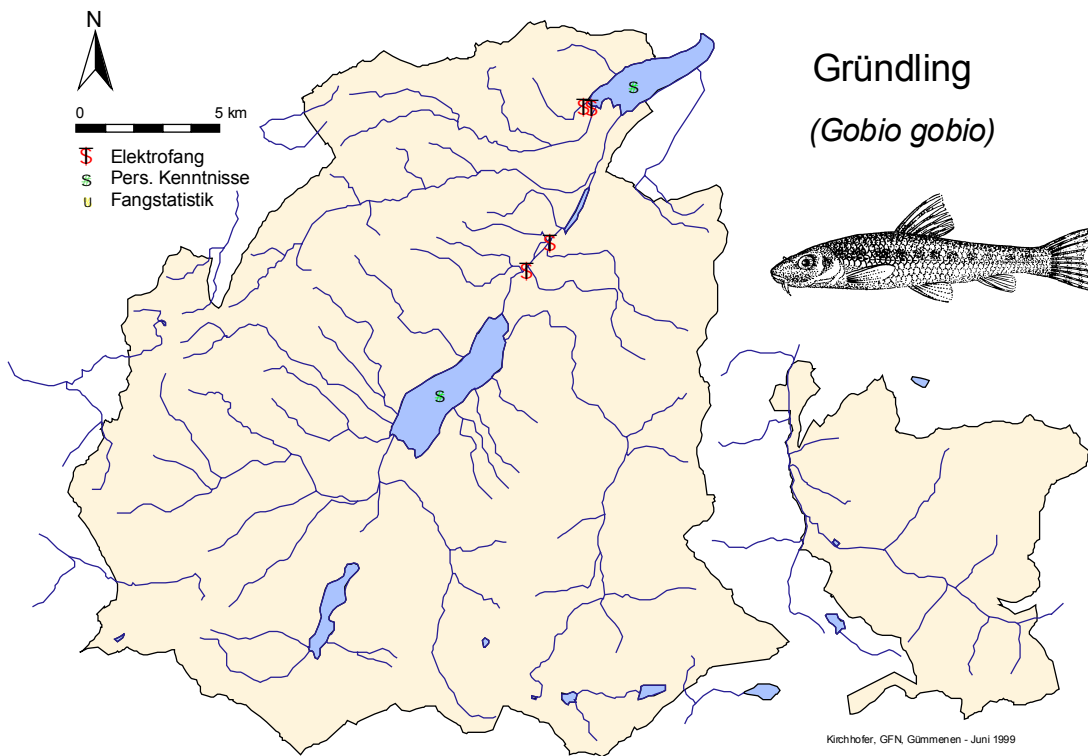 N
0 5 km
$ Elektrofang
s Pers. Kenntnisse
u Fangstatistik
Gründling
(Gobio gobio)
$
$
s
$
$
s
Kirchhofer, GFN, Gümmenen - Juni 1999